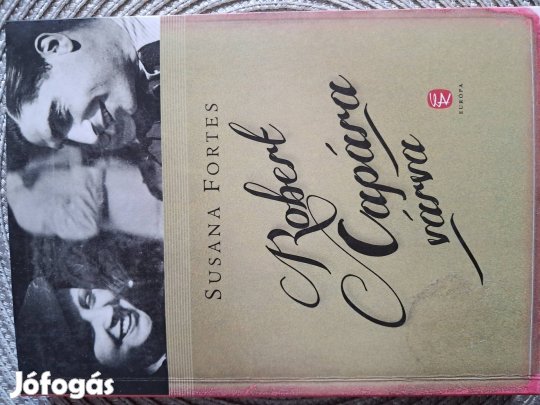 SUSANA FORTES
Robert
Capára
várva
EURÓPA
Jófogás